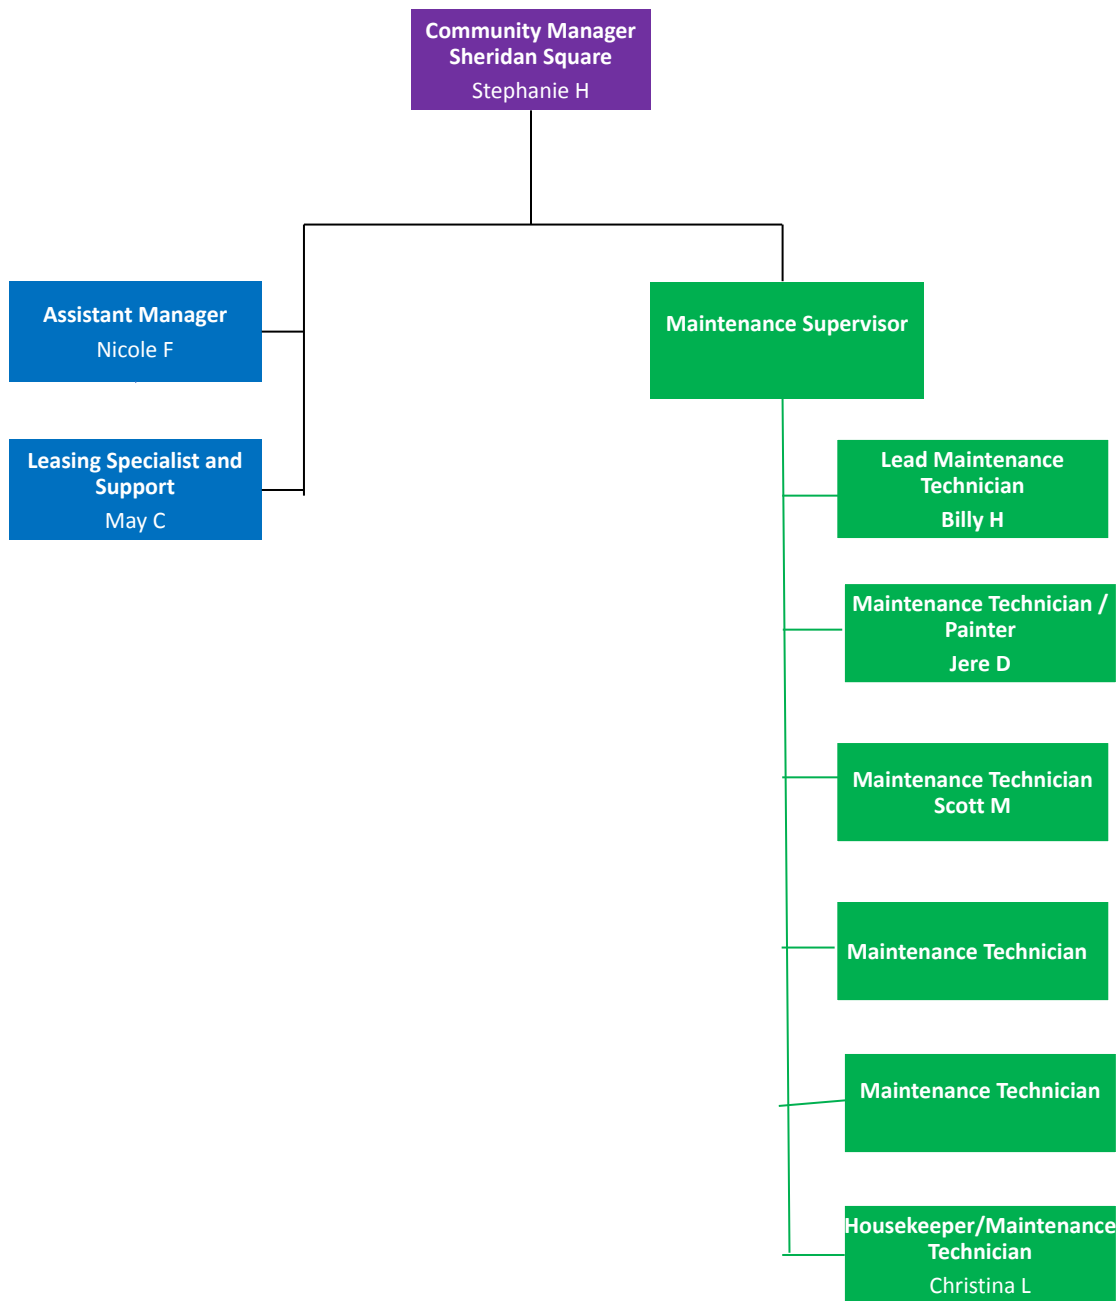 Community Manager
Sheridan Square
Stephanie H
Assistant Manager
Nicole F
Leasing Specialist and
Support
May C
Maintenance Supervisor
Lead Maintenance
Technician
Billy H
Maintenance Technician /
Painter
Jere D
Maintenance Technician
Scott M
Maintenance Technician
Maintenance Technician
Housekeeper/Maintenance
Technician
Christina L